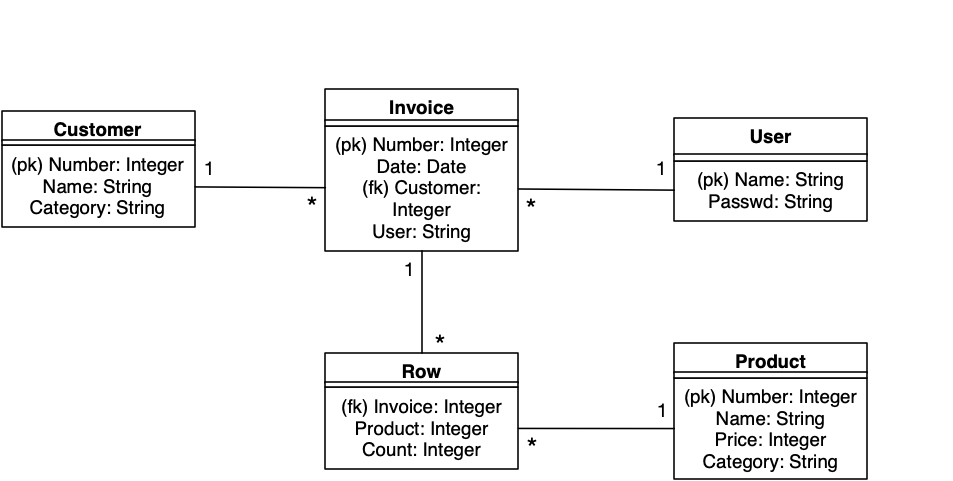 Customer
(pk) Number: Integer
Name: String
Category: String
1
*
Invoice
(pk) Number: Integer
Date: Date
(fk) Customer:
Integer
User: String
1
*
User
(pk) Name: String
Passwd: String
1
*
Row
(fk) Invoice: Integer
Product: Integer
Count: Integer
1
*
Product
(pk) Number: Integer
Name: String
Price: Integer
Category: String